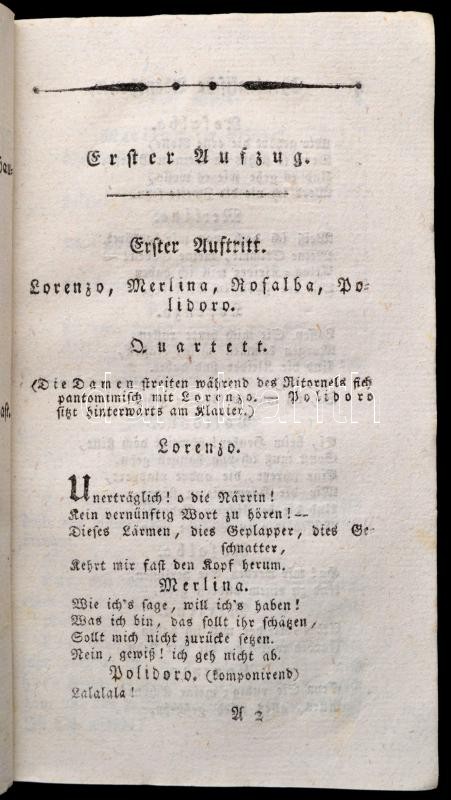 Erster Aufzug.
Erster Auftritt.
Lorenzo, Merlina, Rosalba, Po-
lidoro.
Quartett.
(Die Damen streiten während des Ritornels sich
pantomimisch mit Lorenzo. — Polidoro
sitzt hinterwärts am Klavier.)
Lorenzo.
Unerträglich! o die Närrin!
Kein vernünftig Wort zu hören! —
Dieses Lärmen, dies Geplapper, dies Ge-
schnatter,
Kehrt mir fast den Kopf herum.
Merlina.
Wie ich's sage, will ich's haben!
Was ich bin, das sollt ihr schätzen,
Sollt mich nicht zurücke setzen.
Nein, gewiß! ich geh nicht ab.
Polidoro. (komponirend)
Lalalala!
A 2